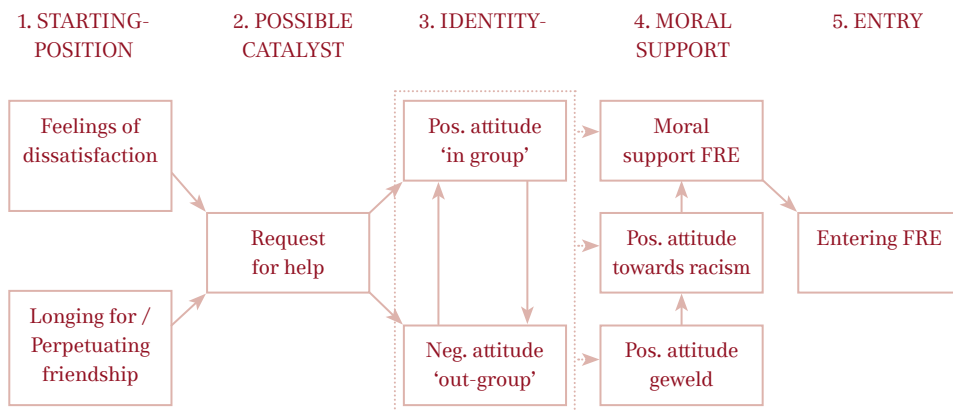 1. STARTING-
POSITION
2. POSSIBLE
CATALYST
3. IDENTITY-
4. MORAL
SUPPORT
5. ENTRY
Feelings of
dissatisfaction
Longing for /
Perpetuating
friendship
Request
for help
Pos. attitude
‘in group’
Neg. attitude
‘out-group’
Moral
support FRE
Pos. attitude
towards racism
Pos. attitude
geweld
Entering FRE